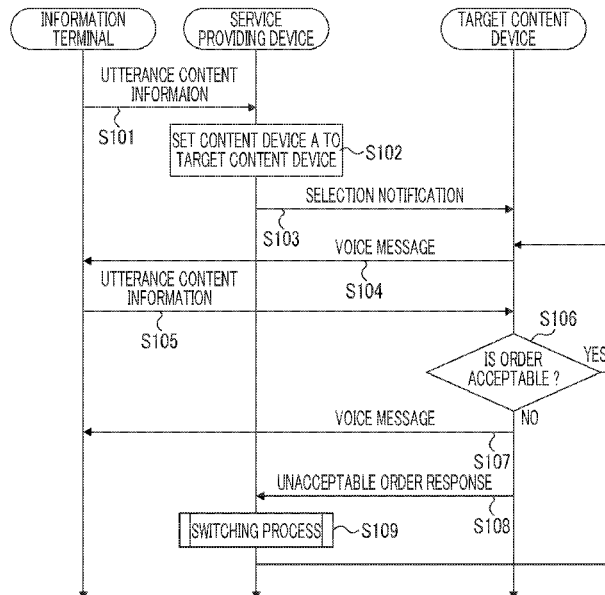 INFORMATION
TERMINAL
SERVICE
PROVIDING DEVICE
TARGET CONTENT
DEVICE
UTTERANCE CONTENT
INFORMAION
S101
SET CONTENT DEVICE A TO
TARGET CONTENT DEVICE
S102
SELECTION NOTIFICATION
S103
VOICE MESSAGE
S104
UTTERANCE CONTENT
INFORMATION
S105
S106
IS ORDER
ACCEPTABLE ?
YES
NO
VOICE MESSAGE
S107
UNACCEPTABLE ORDER RESPONSE
S108
SWITCHING PROCESS
S109